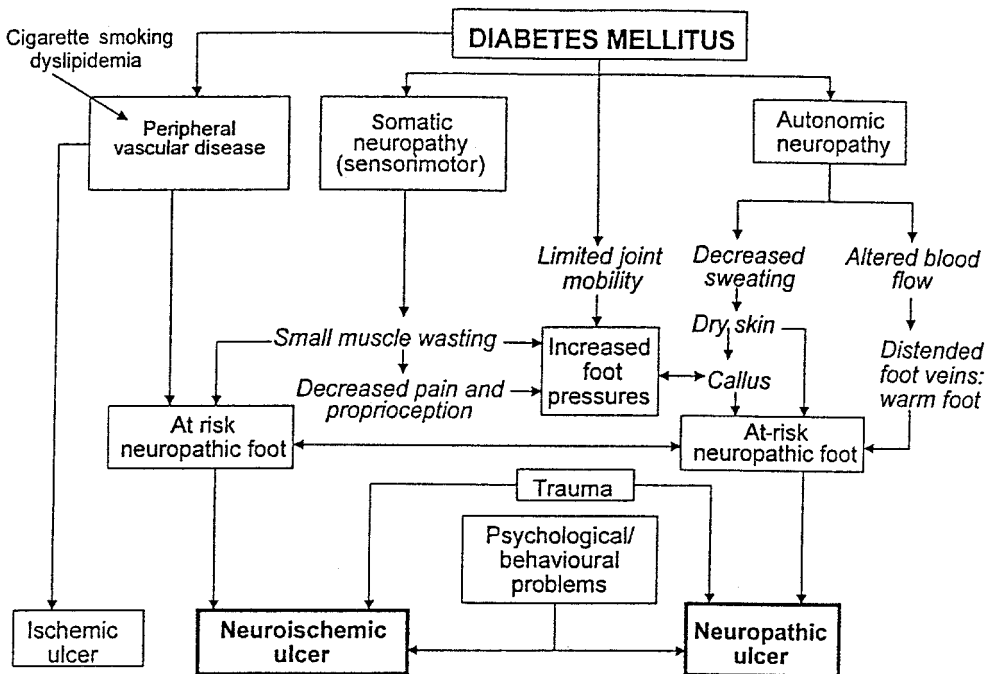 Cigarette smoking
dyslipidemia
DIABETES MELLITUS
Peripheral
vascular disease
Somatic
neuropathy
(sensorimotor)
Autonomic
neuropathy
Limited joint
mobility
Decreased
sweating
Altered blood
flow
Small muscle wasting
Increased
foot
pressures
Dry skin
Decreased pain and
proprioception
Callus
Distended
foot veins:
warm foot
At risk
neuropathic foot
At-risk
neuropathic foot
Trauma
Psychological/
behavioural
problems
Ischemic
ulcer
Neuroischemic
ulcer
Neuropathic
ulcer